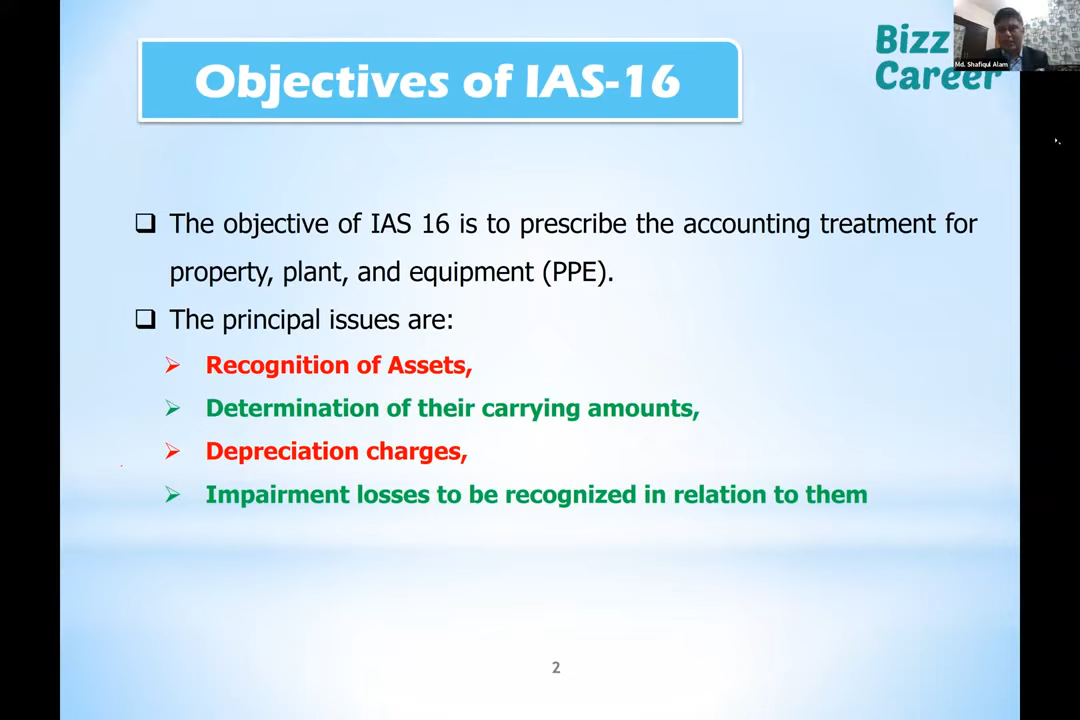 Objectives of IAS-16
Bizz
Career
Md. Shafiqul Alam
❑ The objective of IAS 16 is to prescribe the accounting treatment for
property, plant, and equipment (PPE).
❑ The principal issues are:
➢ Recognition of Assets,
➢ Determination of their carrying amounts,
➢ Depreciation charges,
➢ Impairment losses to be recognized in relation to them
2